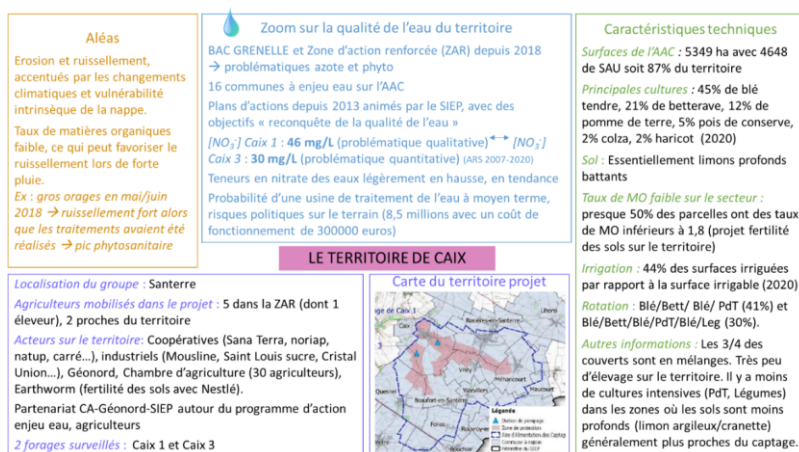 Aléas
Erosion et ruissellement,
accentués par les changements
climatiques et vulnérabilité
intrinsèque de la nappe.
Taux de matières organiques
faible, ce qui peut favoriser le
ruissellement lors de forte
pluie.
Ex : gros orages en mai/juin
2018 → ruissellement fort alors
que les traitements avaient été
réalisés → pic phytosanitaire
Zoom sur la qualité de l'eau du territoire
BAC GRENELLE et Zone d'action renforcée (ZAR) depuis 2018
→ problématiques azote et phyto
16 communes à enjeu eau sur l'AAC
Plans d'actions depuis 2013 animés par le SIEP, avec des
objectifs « reconquête de la qualité de l'eau »
[NO₃⁻] Caix 1 : 46 mg/L (problématique qualitative) ↔ [NO₃⁻]
Caix 3 : 30 mg/L (problématique quantitative) (ARS 2007-2020)
Teneurs en nitrate des eaux légèrement en hausse, en tendance
Probabilité d'une usine de traitement de l'eau à moyen terme,
risques politiques sur le terrain (8,5 millions avec un coût de
fonctionnement de 300000 euros)
Caractéristiques techniques
Surfaces de l'AAC : 5349 ha avec 4648
de SAU soit 87% du territoire
Principales cultures : 45% de blé
tendre, 21% de betterave, 12% de
pomme de terre, 5% pois de conserve,
2% colza, 2% haricot (2020)
Sol : Essentiellement limons profonds
battants
Taux de MO faible sur le secteur :
presque 50% des parcelles ont des taux
de MO inférieurs à 1,8 (projet fertilité
des sols sur le territoire)
Irrigation : 44% des surfaces irriguées
par rapport à la surface irrigable (2020)
Rotation : Blé/Bett/ Blé/ PdT (41%) et
Blé/Bett/Blé/PdT/Blé/Leg (30%).
Autres informations : Les 3/4 des
couverts sont en mélanges. Très peu
d'élevage sur le territoire. Il y a moins
de cultures intensives (PdT, Légumes)
dans les zones où les sols sont moins
profonds (limon argileux/cranette)
généralement plus proches du captage.
LE TERRITOIRE DE CAIX
Localisation du groupe : Santerre
Agriculteurs mobilisés dans le projet : 5 dans la ZAR (dont 1
éleveur), 2 proches du territoire
Acteurs sur le territoire: Coopératives (Sana Terra, noriap,
natup, carré…), industriels (Mousline, Saint Louis sucre, Cristal
Union…), Géonord, Chambre d'agriculture (30 agriculteurs),
Earthworm (fertilité des sols avec Nestlé).
Partenariat CA-Géonord-SIEP autour du programme d'action
enjeu eau, agriculteurs
2 forages surveillés : Caix 1 et Caix 3
Carte du territoire projet
Caix 1
Caix
Lihons
Vrély
Méharicourt
Maucourt
Beaufort-en-Santerre
Quesnel
Légende
Station de pompage
Zone de protection